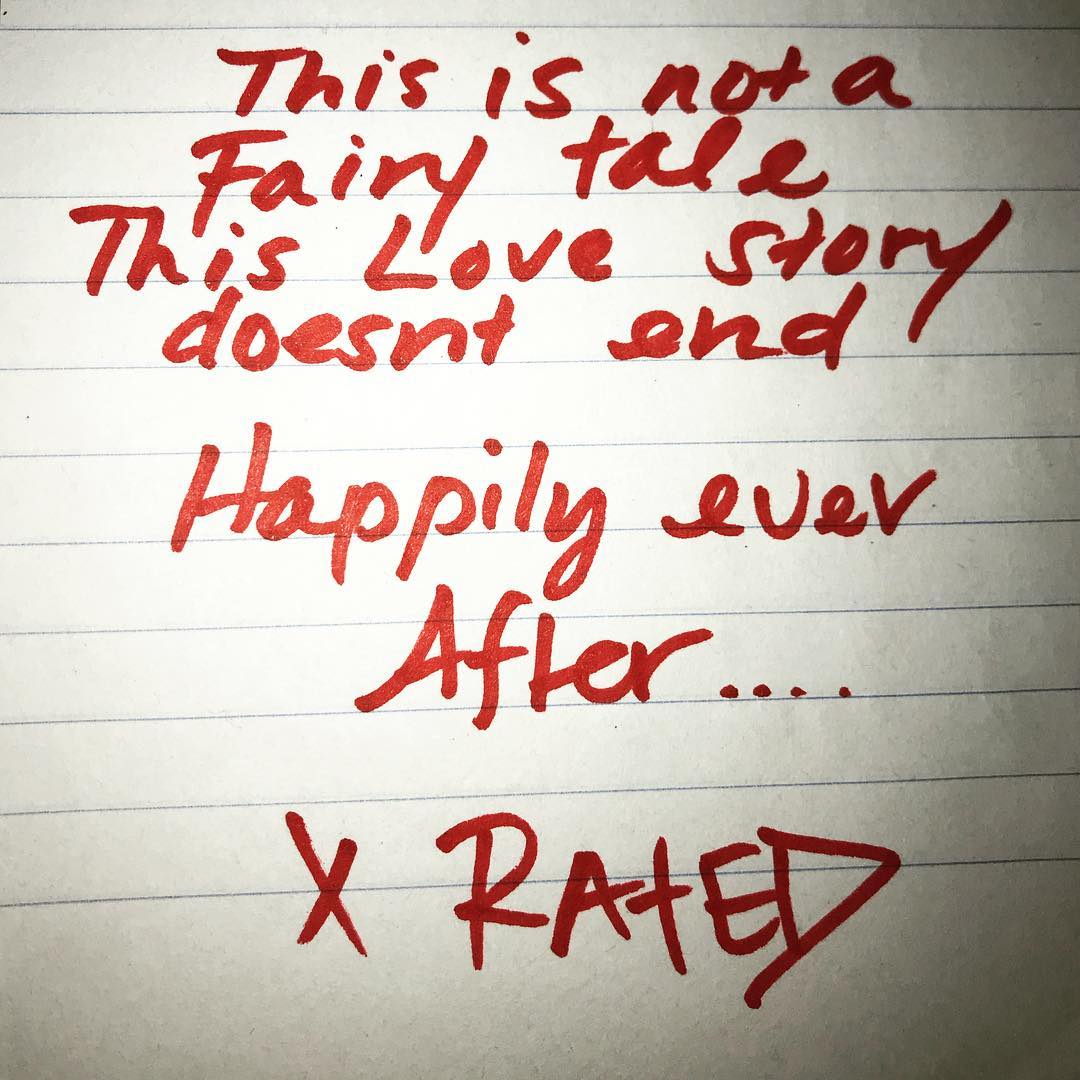 This is not a
Fairy tale
This Love story
doesnt end
Happily ever
After....
X RAtED